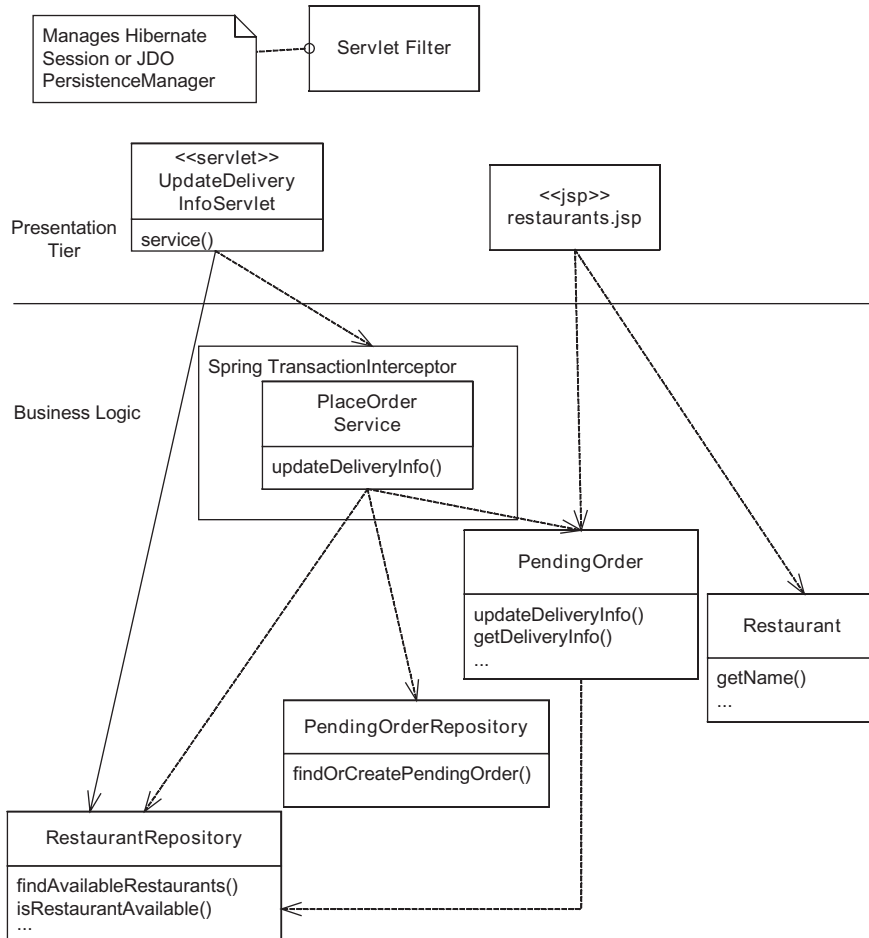 Manages Hibernate
Session or JDO
PersistenceManager
Servlet Filter
<<servlet>>
UpdateDelivery
InfoServlet
service()
<<jsp>>
restaurants.jsp
Presentation
Tier
Spring TransactionInterceptor
PlaceOrder
Service
updateDeliveryInfo()
Business Logic
PendingOrder
updateDeliveryInfo()
getDeliveryInfo()
...
Restaurant
getName()
...
PendingOrderRepository
findOrCreatePendingOrder()
RestaurantRepository
findAvailableRestaurants()
isRestaurantAvailable()
...